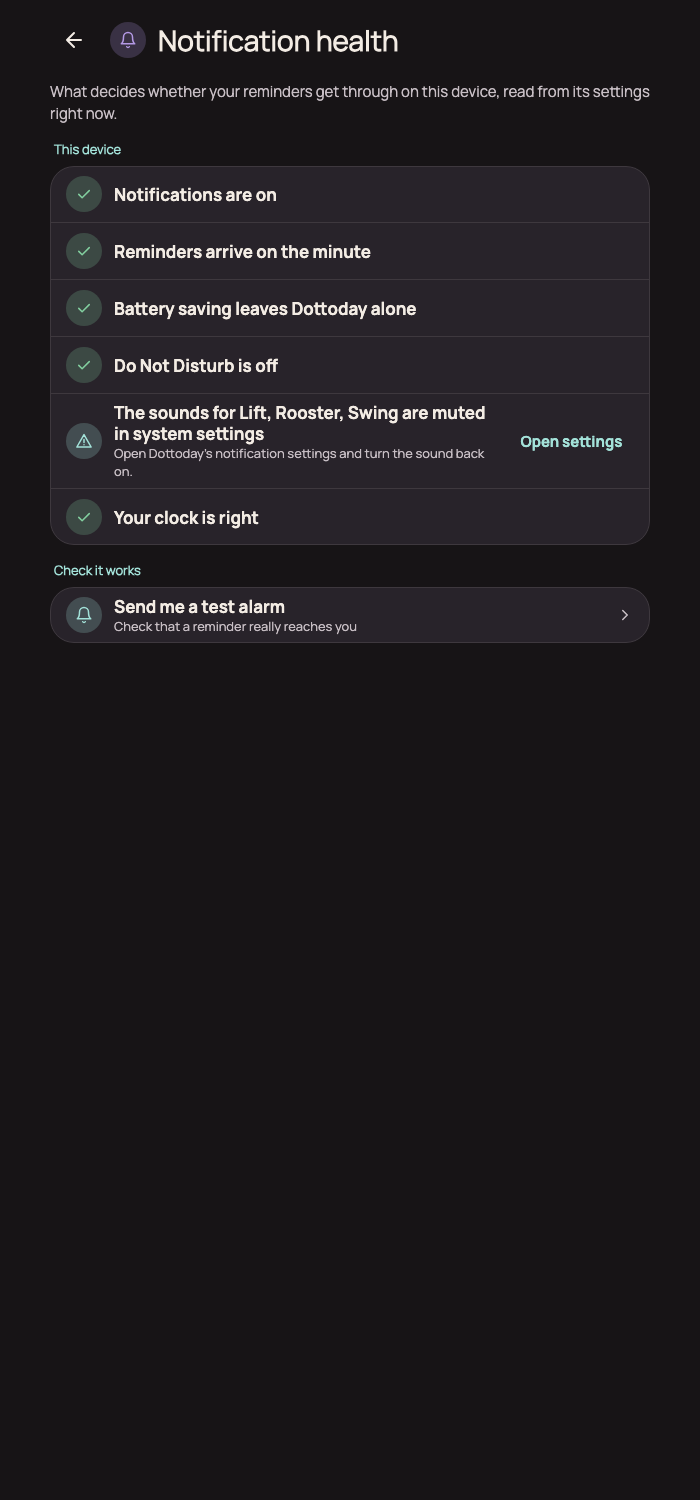 Notification health
What decides whether your reminders get through on this device, read from its settings
right now.
This device
Notifications are on
Reminders arrive on the minute
Battery saving leaves Dottoday alone
Do Not Disturb is off
The sounds for Lift, Rooster, Swing are muted
in system settings
Open Dottoday's notification settings and turn the sound back
on.
Open settings
Your clock is right
Check it works
Send me a test alarm
Check that a reminder really reaches you